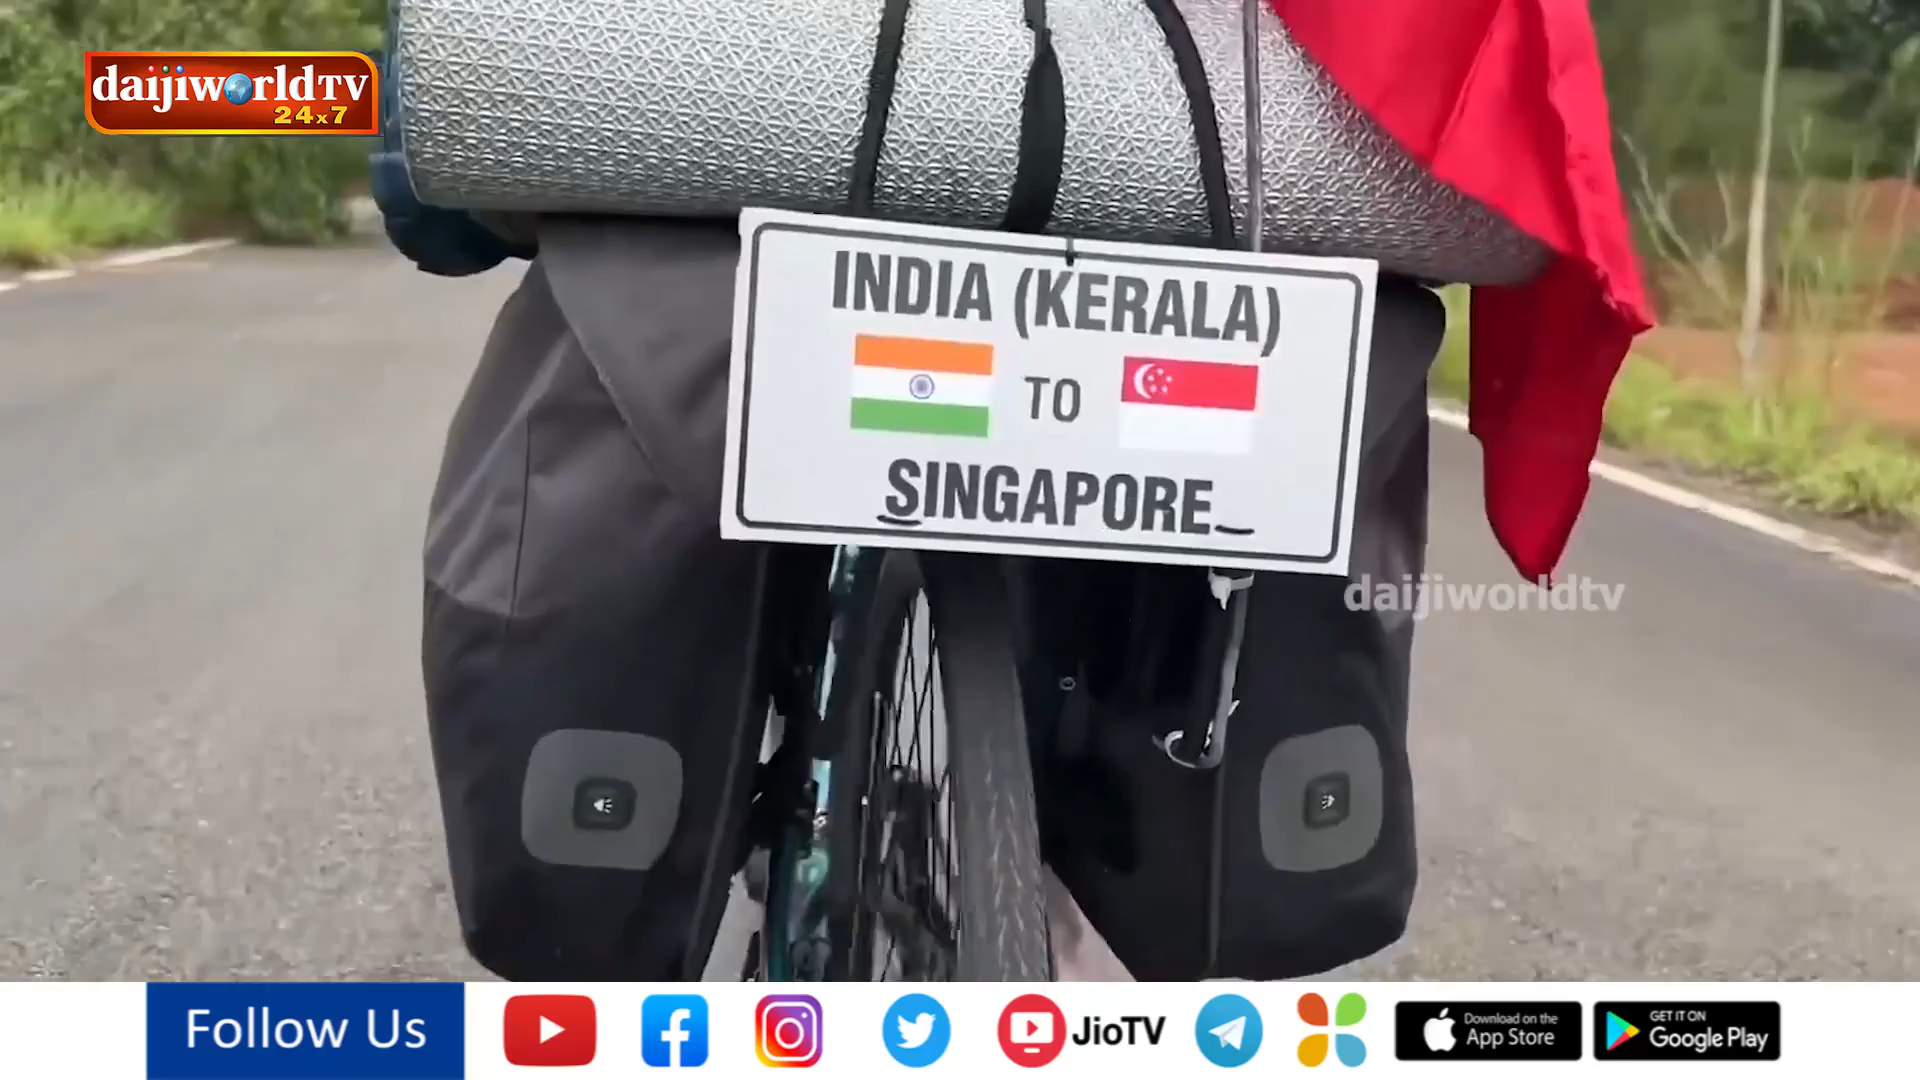 daijiworldTV
24x7
INDIA (KERALA)
TO
SINGAPORE
daijiworldtv
Follow Us
JioTV
Download on the
App Store
GET IT ON
Google Play